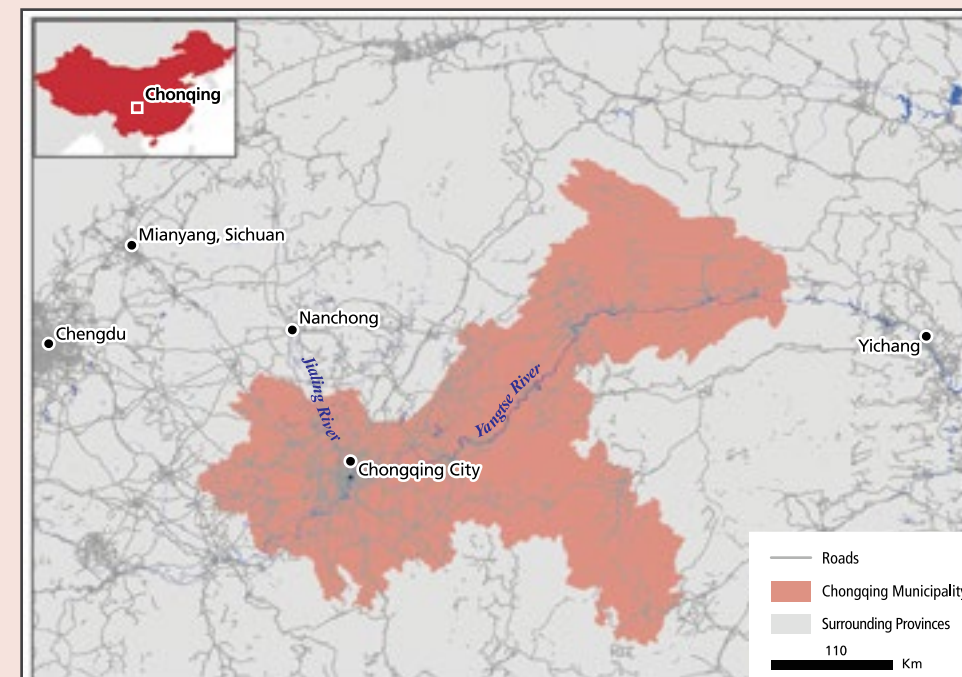 Chonqing
Mianyang, Sichuan
Nanchong
Chengdu
Yichang
Jialing River
Yangtse River
Chongqing City
Roads
Chongqing Municipality
Surrounding Provinces
110
Km